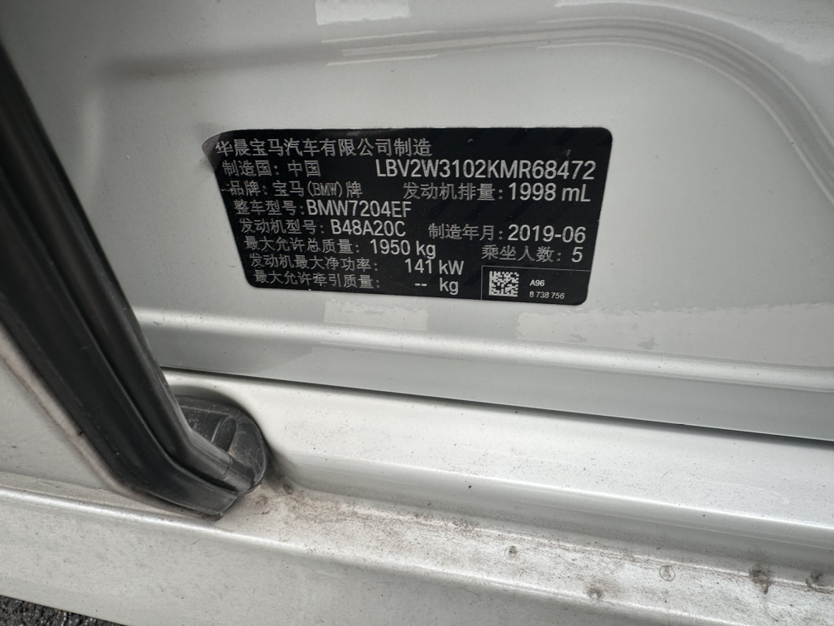 华晨宝马汽车有限公司制造
制造国: 中国 LBV2W3102KMR68472
品牌: 宝马(BMW)牌 发动机排量: 1998 mL
整车型号: BMW7204EF
发动机型号: B48A20C 制造年月: 2019-06
最大允许总质量: 1950 kg 乘坐人数: 5
发动机最大净功率: 141 kW
最大允许牵引质量: -- kg
A96
8 738 756